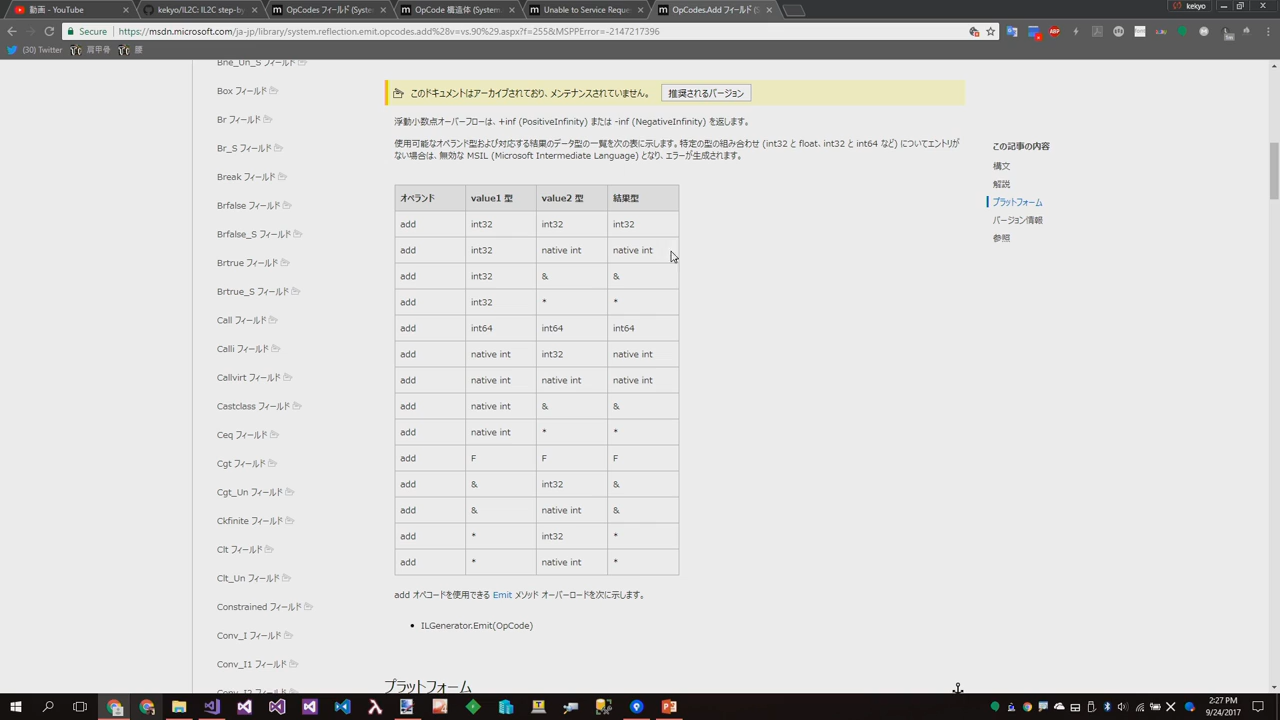 動画 - YouTube
kekyo/IL2C: IL2C step-by
OpCodes フィールド (System
OpCode 構造体 (System.
Unable to Service Reque
OpCodes.Add フィールド (S
kekyo
Secure
https://msdn.microsoft.com/ja-jp/library/system.reflection.emit.opcodes.add%28v=vs.90%29.aspx?f=255&MSPPError=-2147217396
(30) Twitter
肩甲骨
腰
Bne_Un_S フィールド
Box フィールド
Br フィールド
Br_S フィールド
Break フィールド
Brfalse フィールド
Brfalse_S フィールド
Brtrue フィールド
Brtrue_S フィールド
Call フィールド
Calli フィールド
Callvirt フィールド
Castclass フィールド
Ceq フィールド
Cgt フィールド
Cgt_Un フィールド
Ckfinite フィールド
Clt フィールド
Clt_Un フィールド
Constrained フィールド
Conv_I フィールド
Conv_I1 フィールド
Conv_I2 フィールド
このドキュメントはアーカイブされており、メンテナンスされていません。
推奨されるバージョン
浮動小数点オーバーフローは、+inf (PositiveInfinity) または -inf (NegativeInfinity) を返します。
使用可能なオペランド型および対応する結果のデータ型の一覧を次の表に示します。特定の型の組み合わせ (int32 と float、int32 と int64 など) についてエントリが
ない場合は、無効な MSIL (Microsoft Intermediate Language) となり、エラーが生成されます。
オペランド value1 型 value2 型 結果型
add int32 int32 int32
add int32 native int native int
add int32 & &
add int32 * *
add int64 int64 int64
add native int int32 native int
add native int native int native int
add native int & &
add native int * *
add F F F
add & int32 &
add & native int &
add * int32 *
add * native int *
add オペコードを使用できる Emit メソッド オーバーロードを次に示します。
• ILGenerator.Emit(OpCode)
プラットフォーム
この記事の内容
構文
解説
プラットフォーム
バージョン情報
参照
2:27 PM
9/24/2017